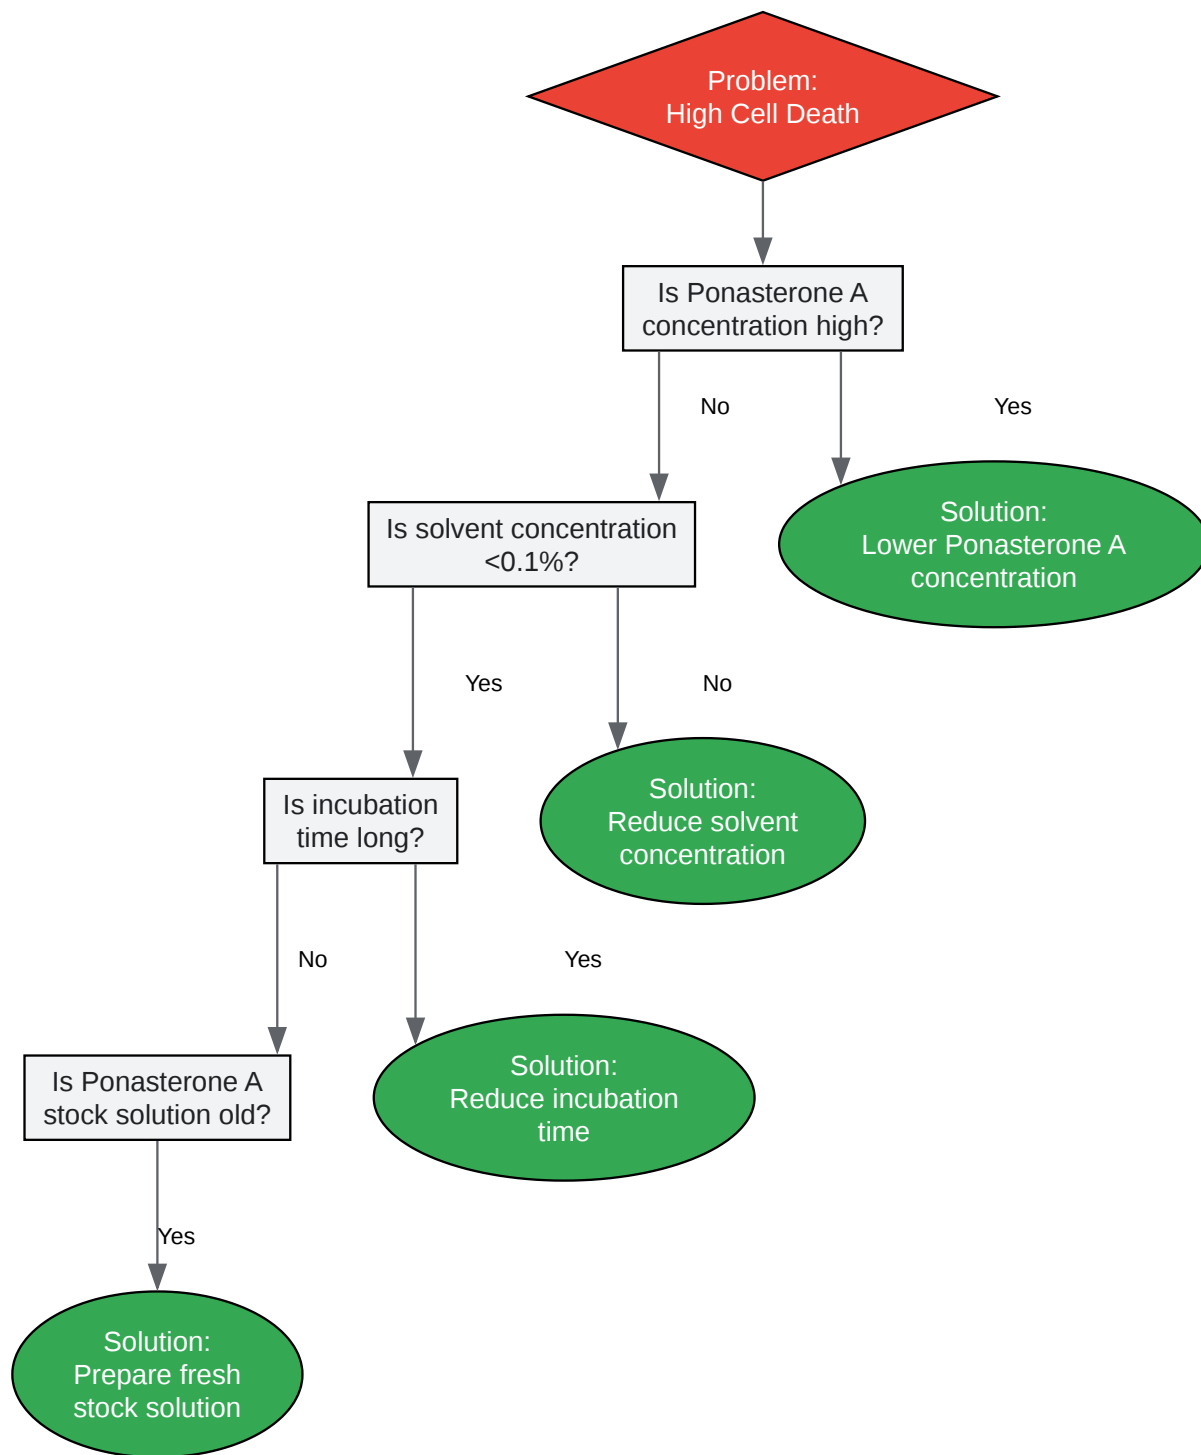 Problem:
High Cell Death
Is Ponasterone A
concentration high?
No
Yes
Solution:
Lower Ponasterone A
concentration
Is solvent concentration
<0.1%?
Yes
No
Solution:
Reduce solvent
concentration
Is incubation
time long?
No
Yes
Solution:
Reduce incubation
time
Is Ponasterone A
stock solution old?
Yes
Solution:
Prepare fresh
stock solution